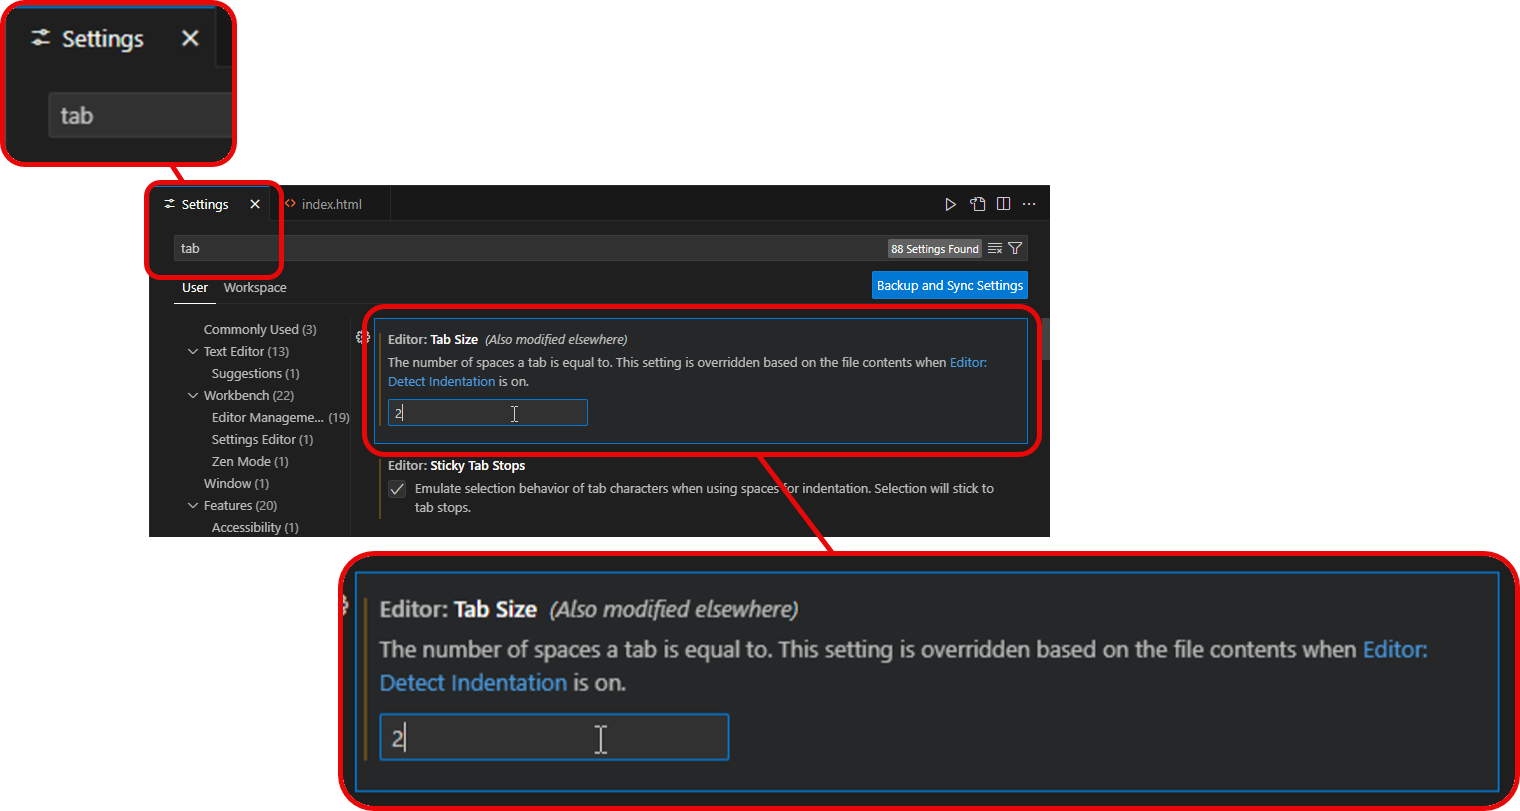 Settings
tab
Settings
index.html
tab
88 Settings Found
User Workspace
Backup and Sync Settings
Commonly Used (3)
Text Editor (13)
Suggestions (1)
Workbench (22)
Editor Manageme... (19)
Settings Editor (1)
Zen Mode (1)
Window (1)
Features (20)
Accessibility (1)
Editor: Tab Size (Also modified elsewhere)
The number of spaces a tab is equal to. This setting is overridden based on the file contents when Editor:
Detect Indentation is on.
2
Editor: Sticky Tab Stops
Emulate selection behavior of tab characters when using spaces for indentation. Selection will stick to
tab stops.
Editor: Tab Size (Also modified elsewhere)
The number of spaces a tab is equal to. This setting is overridden based on the file contents when Editor:
Detect Indentation is on.
2